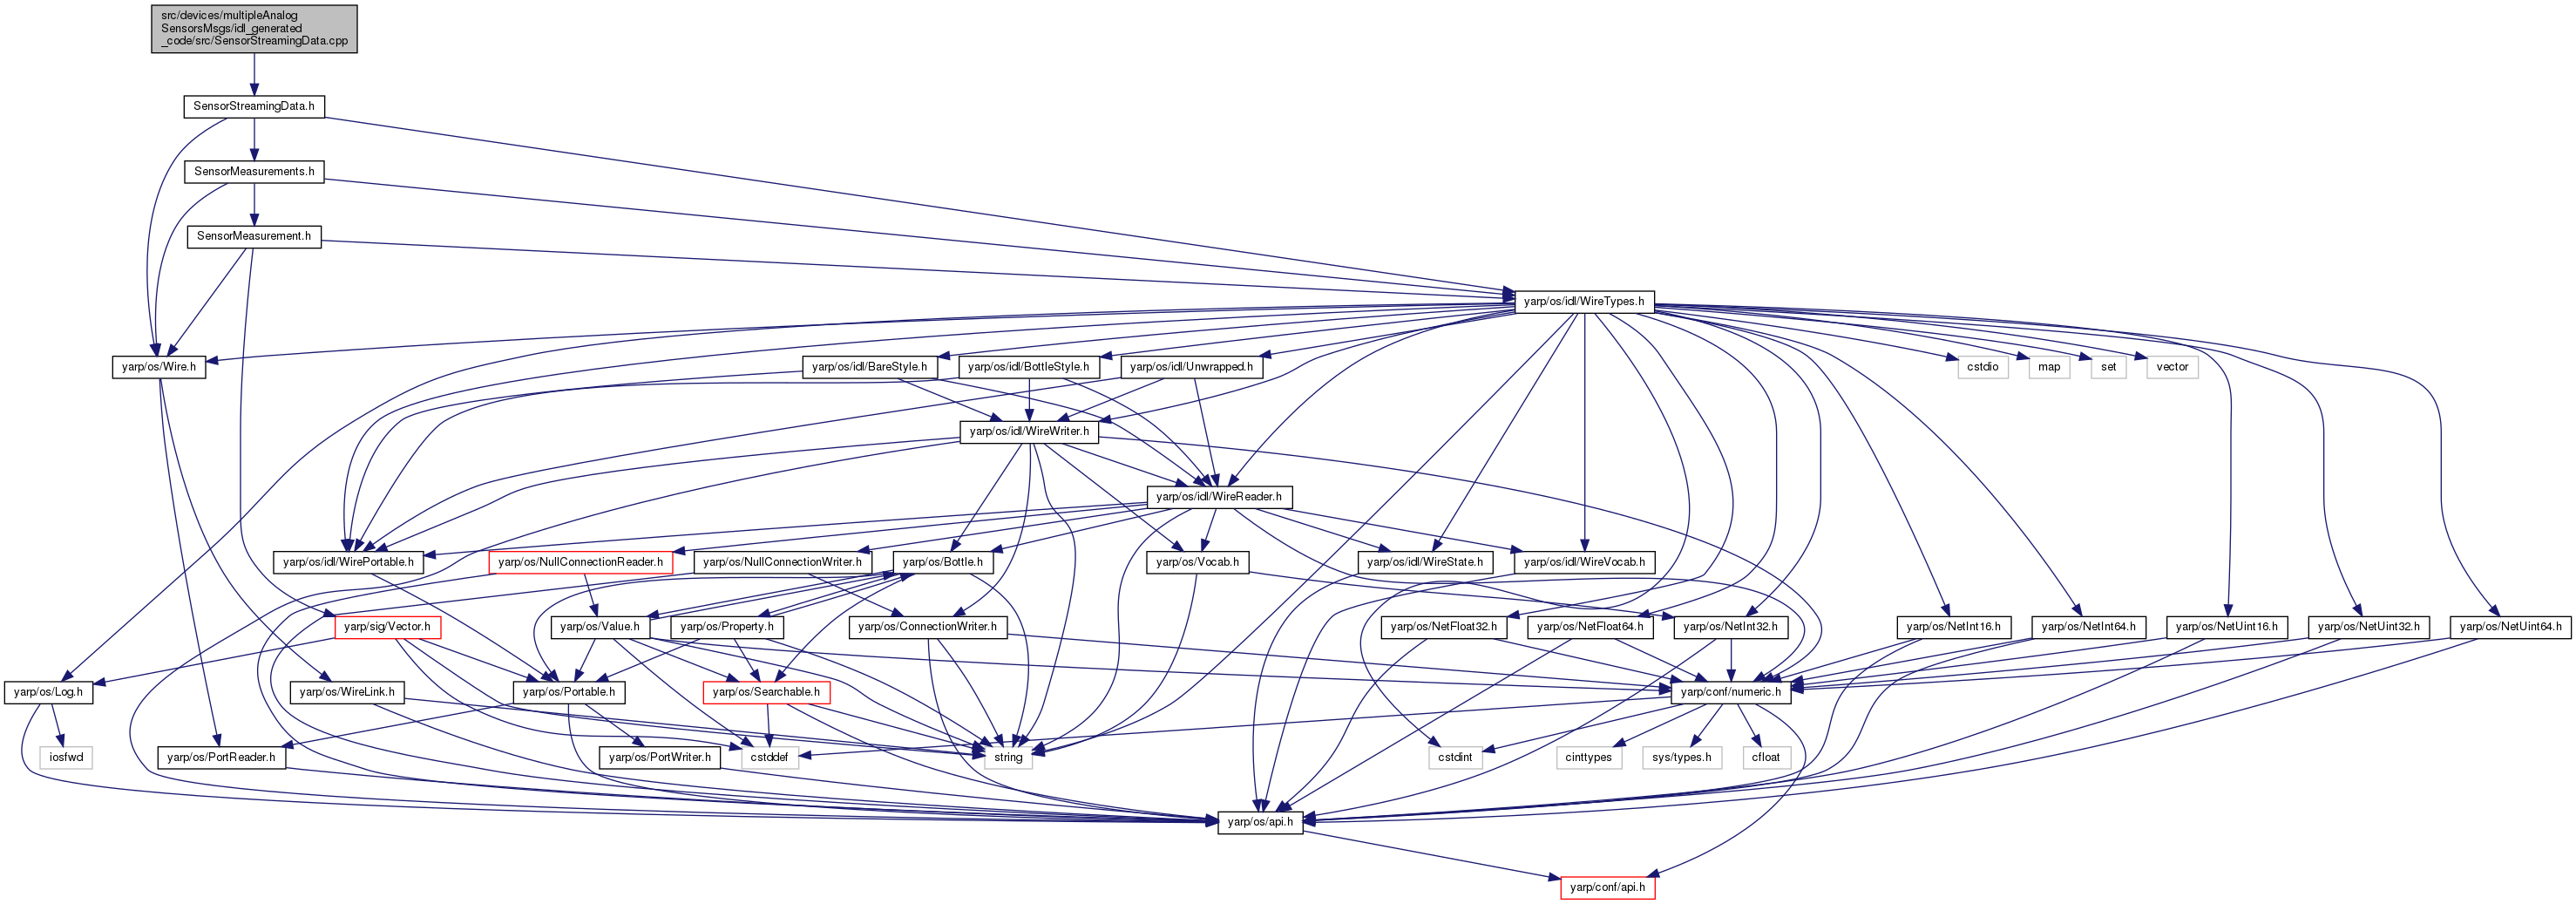 src/devices/multipleAnalog
SensorsMsgs/idl_generated
_code/src/SensorStreamingData.cpp
SensorStreamingData.h
SensorMeasurements.h
SensorMeasurement.h
yarp/os/idl/WireTypes.h
yarp/os/Wire.h
yarp/os/idl/BareStyle.h
yarp/os/idl/BottleStyle.h
yarp/os/idl/Unwrapped.h
cstdio
map
set
vector
yarp/os/idl/WireWriter.h
yarp/os/idl/WireReader.h
yarp/os/idl/WirePortable.h
yarp/os/NullConnectionReader.h
yarp/os/NullConnectionWriter.h
yarp/os/Bottle.h
yarp/os/Vocab.h
yarp/os/idl/WireState.h
yarp/os/idl/WireVocab.h
yarp/sig/Vector.h
yarp/os/Value.h
yarp/os/Property.h
yarp/os/ConnectionWriter.h
yarp/os/NetFloat32.h
yarp/os/NetFloat64.h
yarp/os/NetInt32.h
yarp/os/NetInt16.h
yarp/os/NetInt64.h
yarp/os/NetUint16.h
yarp/os/NetUint32.h
yarp/os/NetUint64.h
yarp/os/Log.h
yarp/os/WireLink.h
yarp/os/Portable.h
yarp/os/Searchable.h
yarp/conf/numeric.h
iosfwd
yarp/os/PortReader.h
yarp/os/PortWriter.h
cstddef
string
cstdint
cinttypes
sys/types.h
cfloat
yarp/os/api.h
yarp/conf/api.h